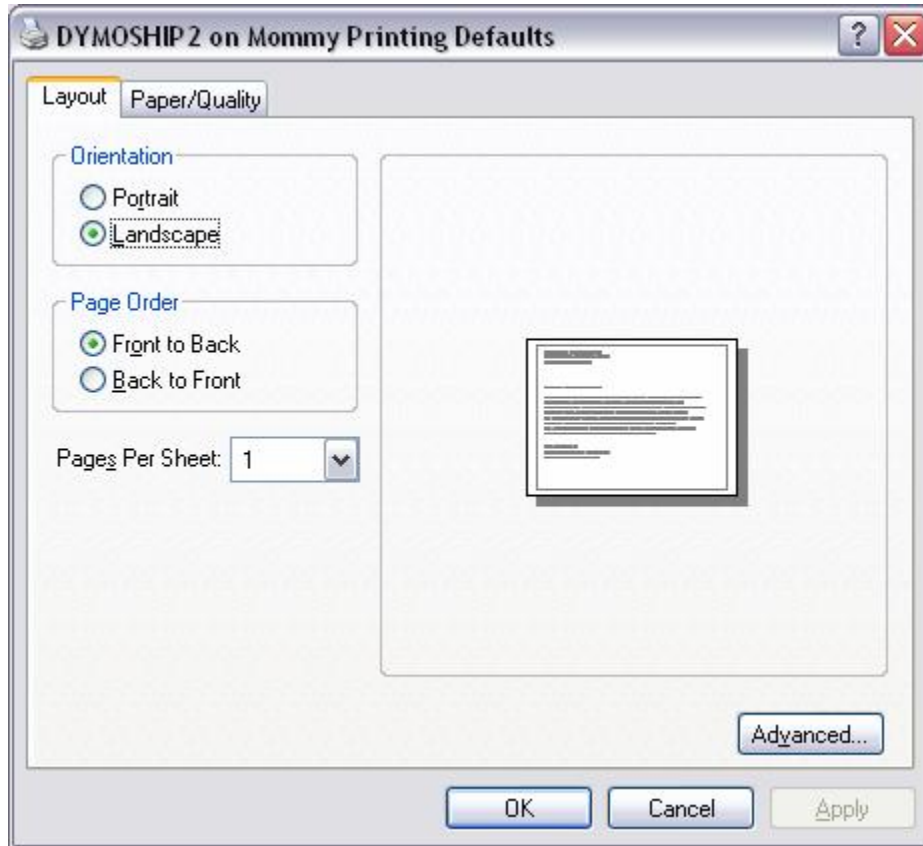 DYMOSHIP2 on Mommy Printing Defaults
Layout Paper/Quality
Orientation
Portrait
Landscape
Page Order
Front to Back
Back to Front
Pages Per Sheet: 1
Advanced...
OK Cancel Apply